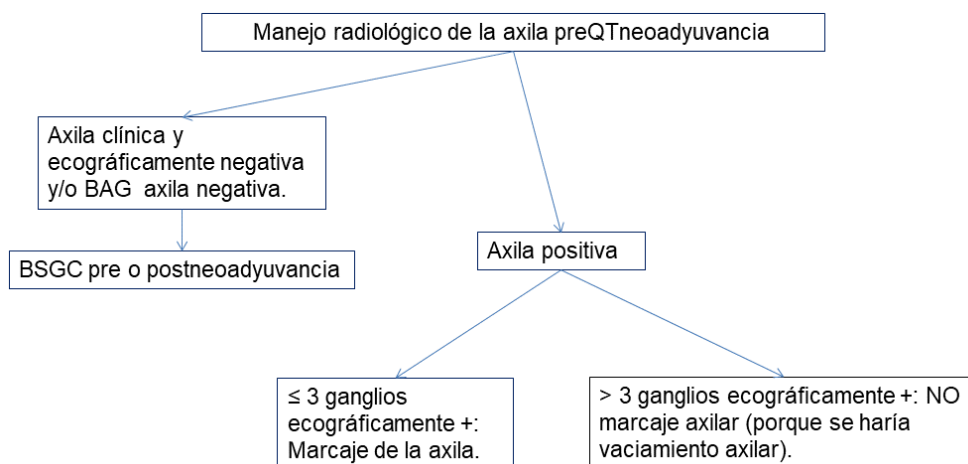 Manejo radiológico de la axila preQTneoadyuvancia
Axila clínica y
ecográficamente negativa
y/o BAG axila negativa.
BSGC pre o postneoadyuvancia
Axila positiva
≤ 3 ganglios
ecográficamente +:
Marcaje de la axila.
> 3 ganglios ecográficamente +: NO
marcaje axilar (porque se haría
vaciamiento axilar).